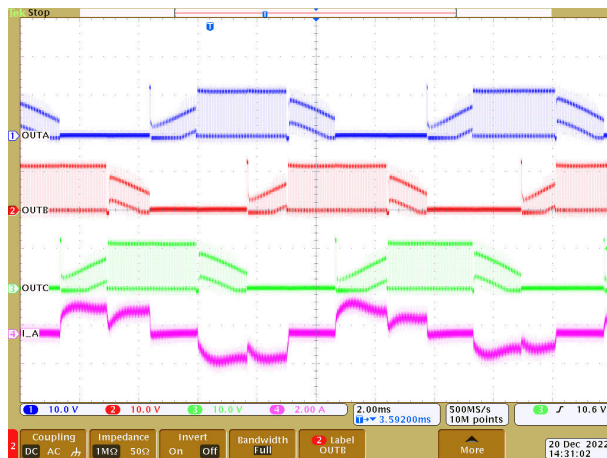 Tek Stop
T
T
1 OUTA
2 OUTB
3 OUTC
4 I_A
1 10.0 V 2 10.0 V 3 10.0 V 4 2.00 A 2.00ms 500MS/s 3 10.6 V
T→▼ 3.59200ms 10M points
2 Coupling Impedance Invert Bandwidth 2 Label More
DC AC 1MΩ 50Ω On Off Full OUTB
20 Dec 2022
14:31:02